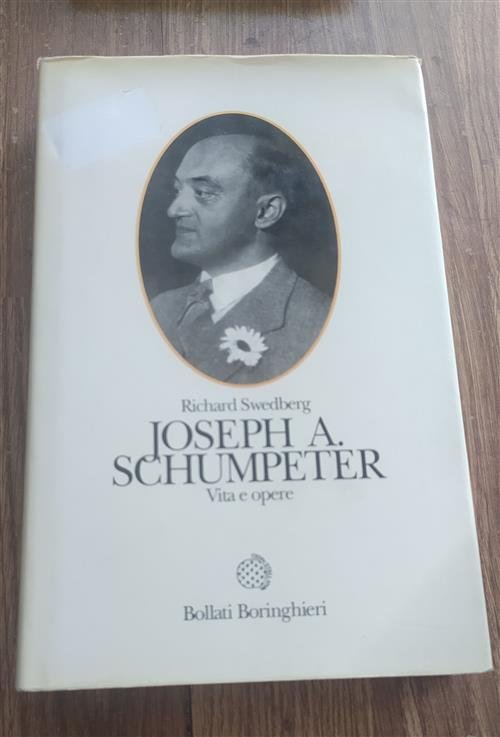 Richard Swedberg
JOSEPH A.
SCHUMPETER
Vita e opere
Bollati Boringhieri